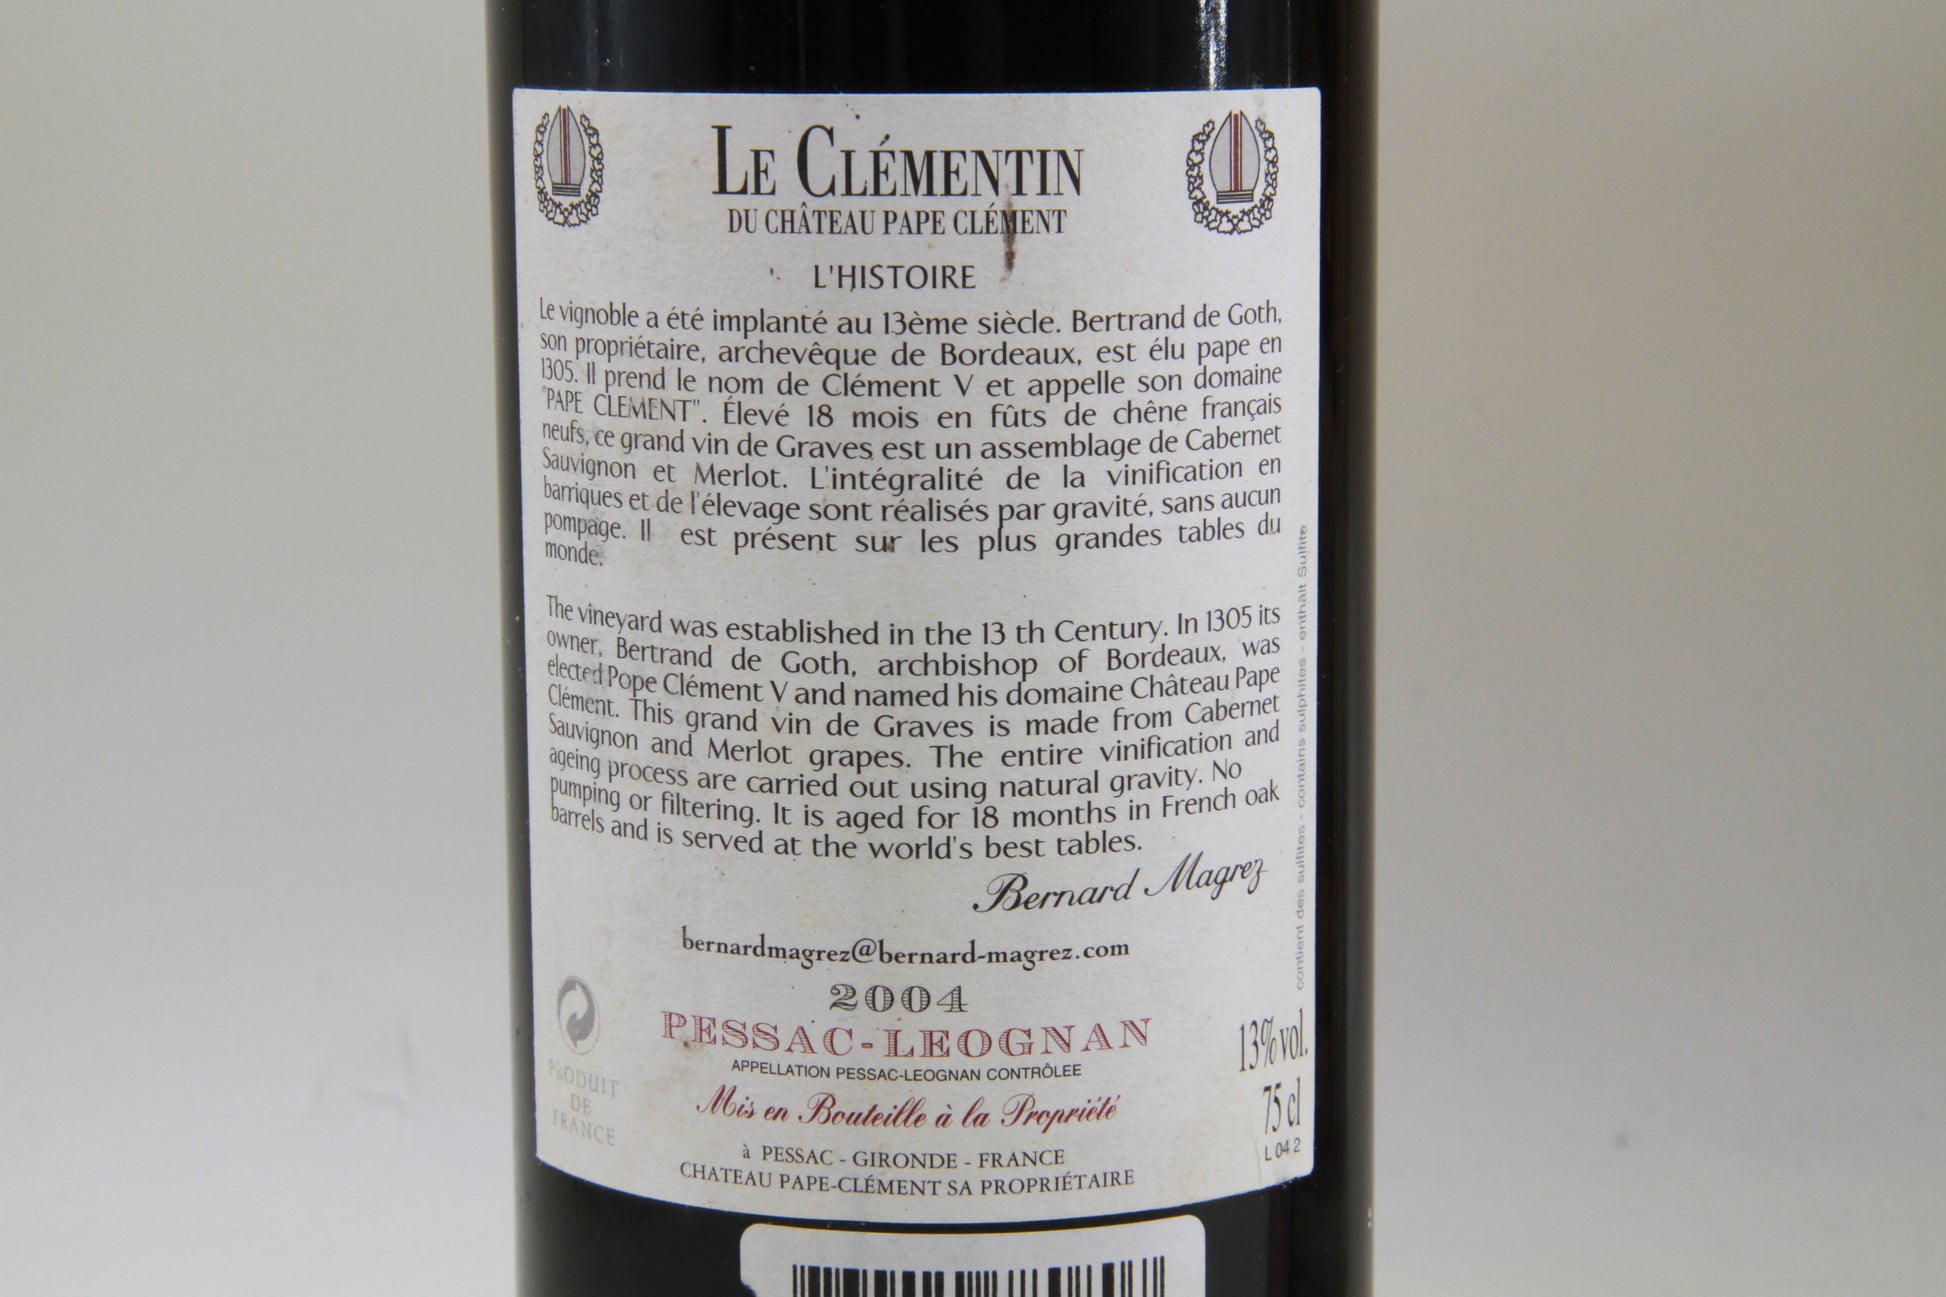 LE CLÉMENTIN
DU CHÂTEAU PAPE CLÉMENT
L'HISTOIRE
Le vignoble a été implanté au 13ème siècle. Bertrand de Goth,
son propriétaire, archevêque de Bordeaux, est élu pape en
1305. Il prend le nom de Clément V et appelle son domaine
"PAPE CLEMENT". Élevé 18 mois en fûts de chêne français
neufs, ce grand vin de Graves est un assemblage de Cabernet
Sauvignon et Merlot. L'intégralité de la vinification en
barriques et de l'élevage sont réalisés par gravité, sans aucun
pompage. Il est présent sur les plus grandes tables du
monde.
The vineyard was established in the 13 th Century. In 1305 its
owner, Bertrand de Goth, archbishop of Bordeaux, was
elected Pope Clément V and named his domaine Château Pape
Clément. This grand vin de Graves is made from Cabernet
Sauvignon and Merlot grapes. The entire vinification and
ageing process are carried out using natural gravity. No
pumping or filtering. It is aged for 18 months in French oak
barrels and is served at the world's best tables.
Bernard Magrez
bernardmagrez@bernard-magrez.com
2004
PESSAC-LEOGNAN
APPELLATION PESSAC-LEOGNAN CONTRÔLEE
Mis en Bouteille à la Propriété
à PESSAC - GIRONDE - FRANCE
CHATEAU PAPE-CLÉMENT SA PROPRIÉTAIRE
PRODUIT
DE
FRANCE
13% vol.
75 cl
L 04 2
contient des sulfites - contains sulphites - enthält Sulfite